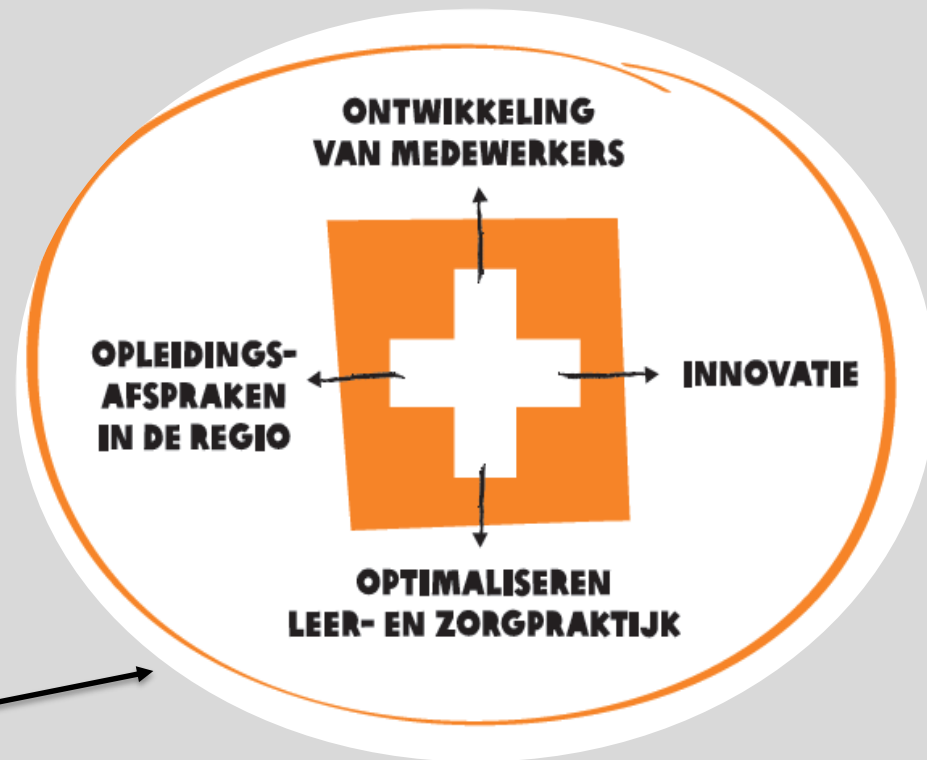 ONTWIKKELING
VAN MEDEWERKERS
OPLEIDINGS-
AFSPRAKEN
IN DE REGIO
INNOVATIE
OPTIMALISEREN
LEER- EN ZORGPRAKTIJK